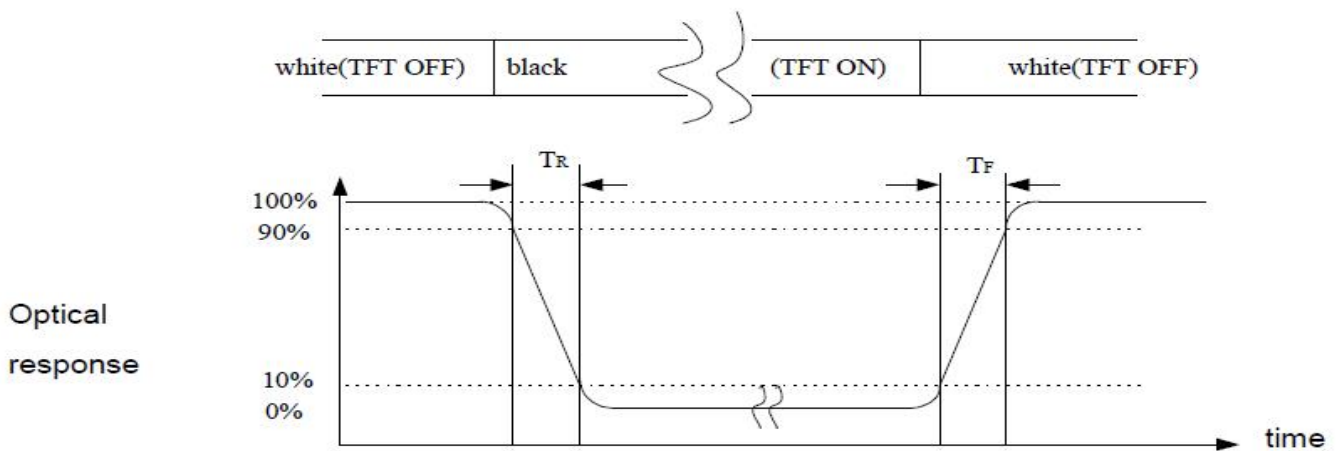 white(TFT OFF) black (TFT ON) white(TFT OFF)
TR TF
100%
90%
Optical
response
10%
0%
time